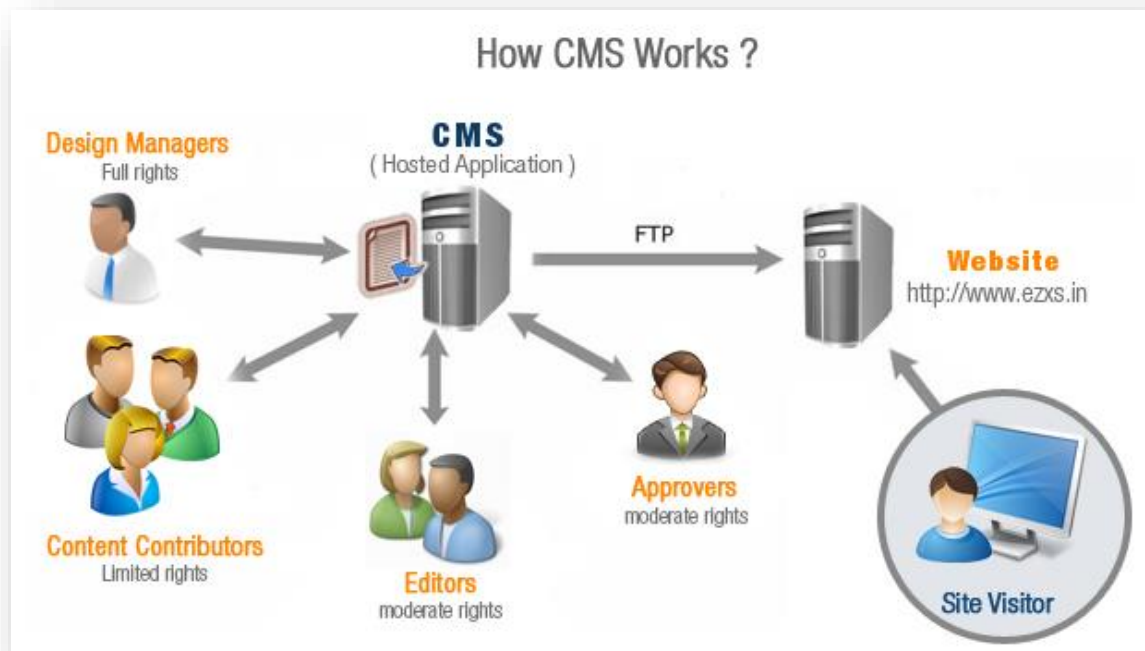 How CMS Works ?
Design Managers
Full rights
CMS
( Hosted Application )
FTP
Website
http://www.ezxs.in
Content Contributors
Limited rights
Editors
moderate rights
Approvers
moderate rights
Site Visitor